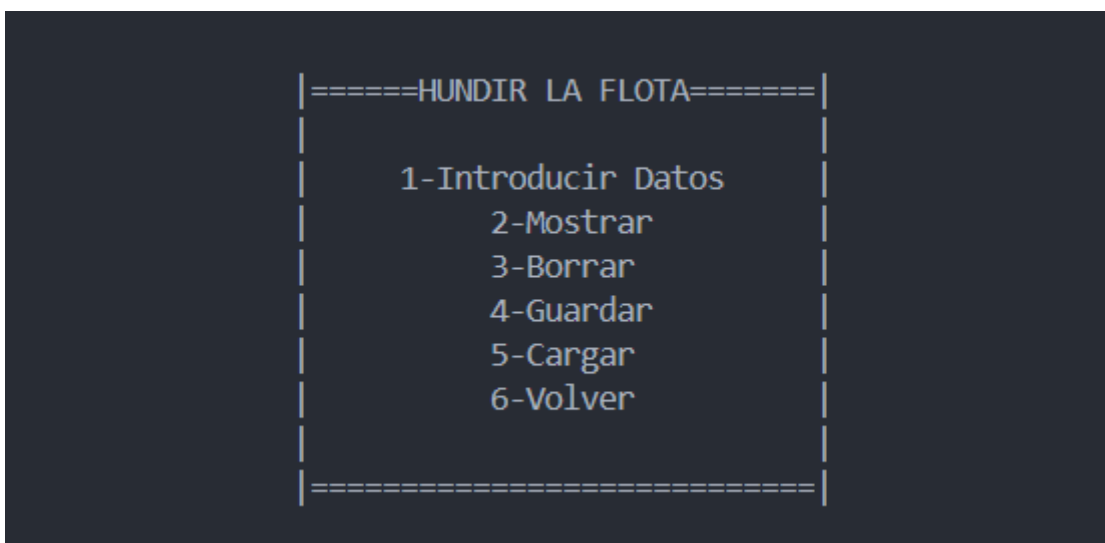 |======HUNDIR LA FLOTA=======|
|                            |
|     1-Introducir Datos     |
|          2-Mostrar         |
|          3-Borrar          |
|          4-Guardar         |
|          5-Cargar          |
|          6-Volver          |
|                            |
|============================|